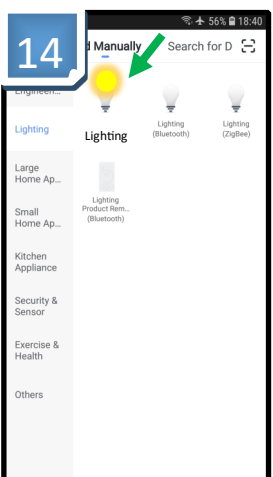 56% 18:40
14
d Manually
Search for D
Engineen...
Lighting
Lighting
Lighting
(Bluetooth)
Lighting
(ZigBee)
Large
Home Ap...
Lighting
Product Rem...
(Bluetooth)
Small
Home Ap...
Kitchen
Appliance
Security &
Sensor
Exercise &
Health
Others